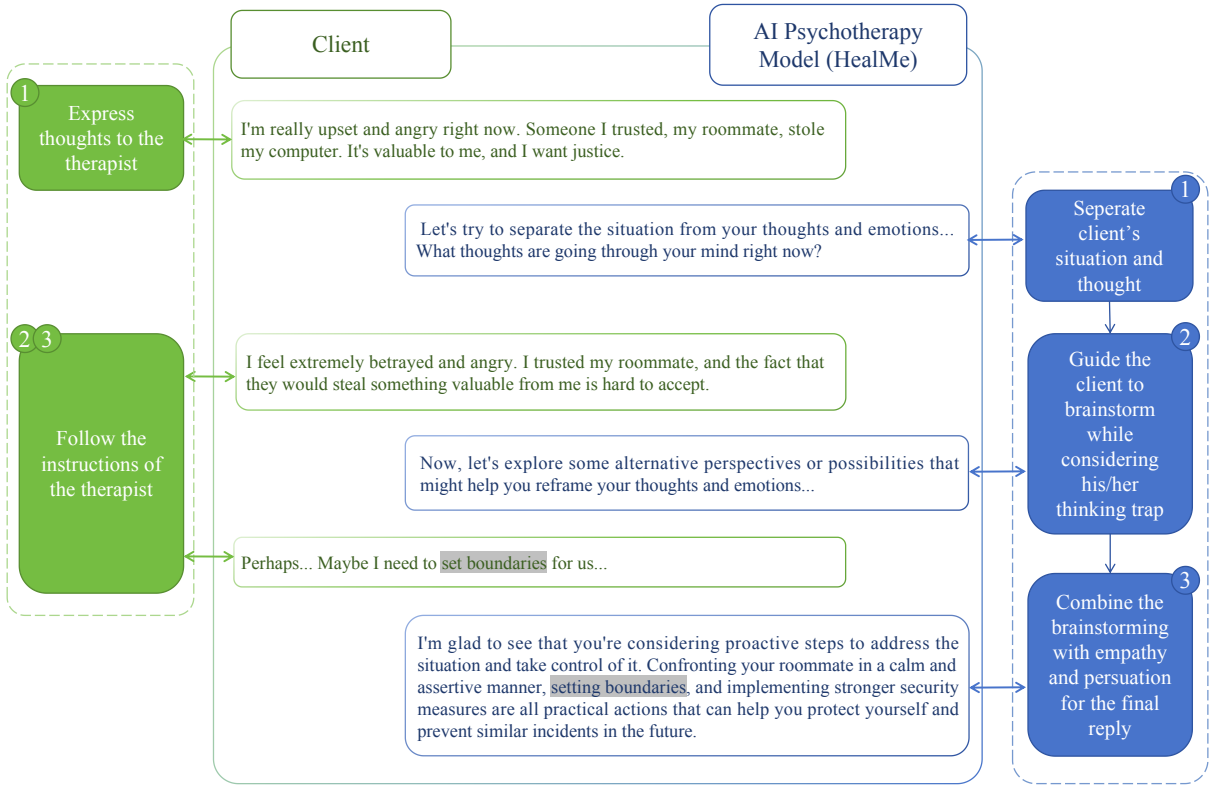 Client
AI Psychotherapy
Model (HealMe)
1
Express
thoughts to the
therapist
I'm really upset and angry right now. Someone I trusted, my roommate, stole
my computer. It's valuable to me, and I want justice.
Let's try to separate the situation from your thoughts and emotions...
What thoughts are going through your mind right now?
1
Seperate
client's
situation and
thought
2 3
Follow the
instructions of
the therapist
I feel extremely betrayed and angry. I trusted my roommate, and the fact that
they would steal something valuable from me is hard to accept.
2
Guide the
client to
brainstorm
while
considering
his/her
thinking trap
Now, let's explore some alternative perspectives or possibilities that
might help you reframe your thoughts and emotions...
Perhaps... Maybe I need to set boundaries for us...
I'm glad to see that you're considering proactive steps to address the
situation and take control of it. Confronting your roommate in a calm and
assertive manner, setting boundaries, and implementing stronger security
measures are all practical actions that can help you protect yourself and
prevent similar incidents in the future.
3
Combine the
brainstorming
with empathy
and persuation
for the final
reply